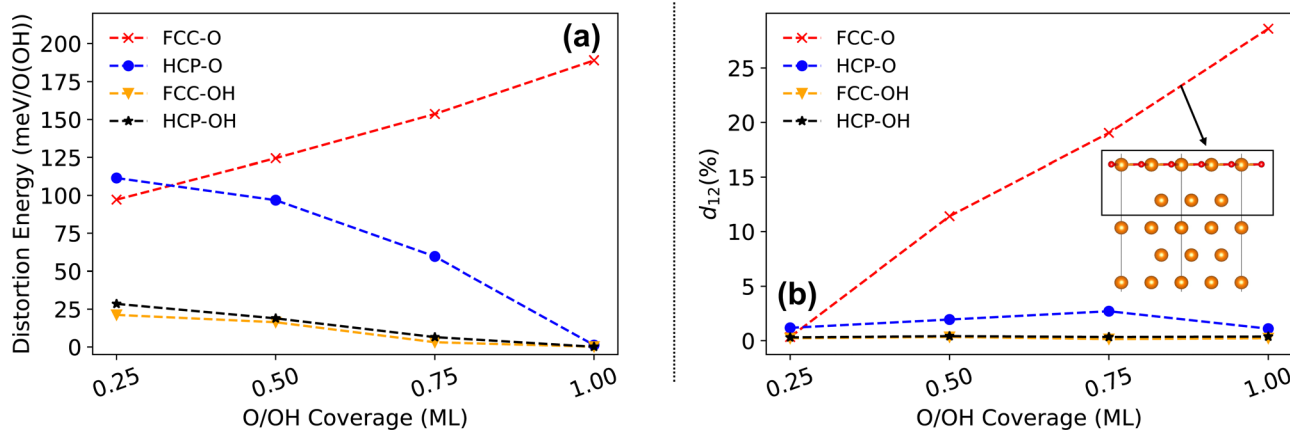 (a)
FCC-O
HCP-O
FCC-OH
HCP-OH
Distortion Energy (meV/O(OH))
200
175
150
125
100
75
50
25
0
0.25
0.50
0.75
1.00
O/OH Coverage (ML)
(b)
FCC-O
HCP-O
FCC-OH
HCP-OH
d12(%)
25
20
15
10
5
0
0.25
0.50
0.75
1.00
O/OH Coverage (ML)